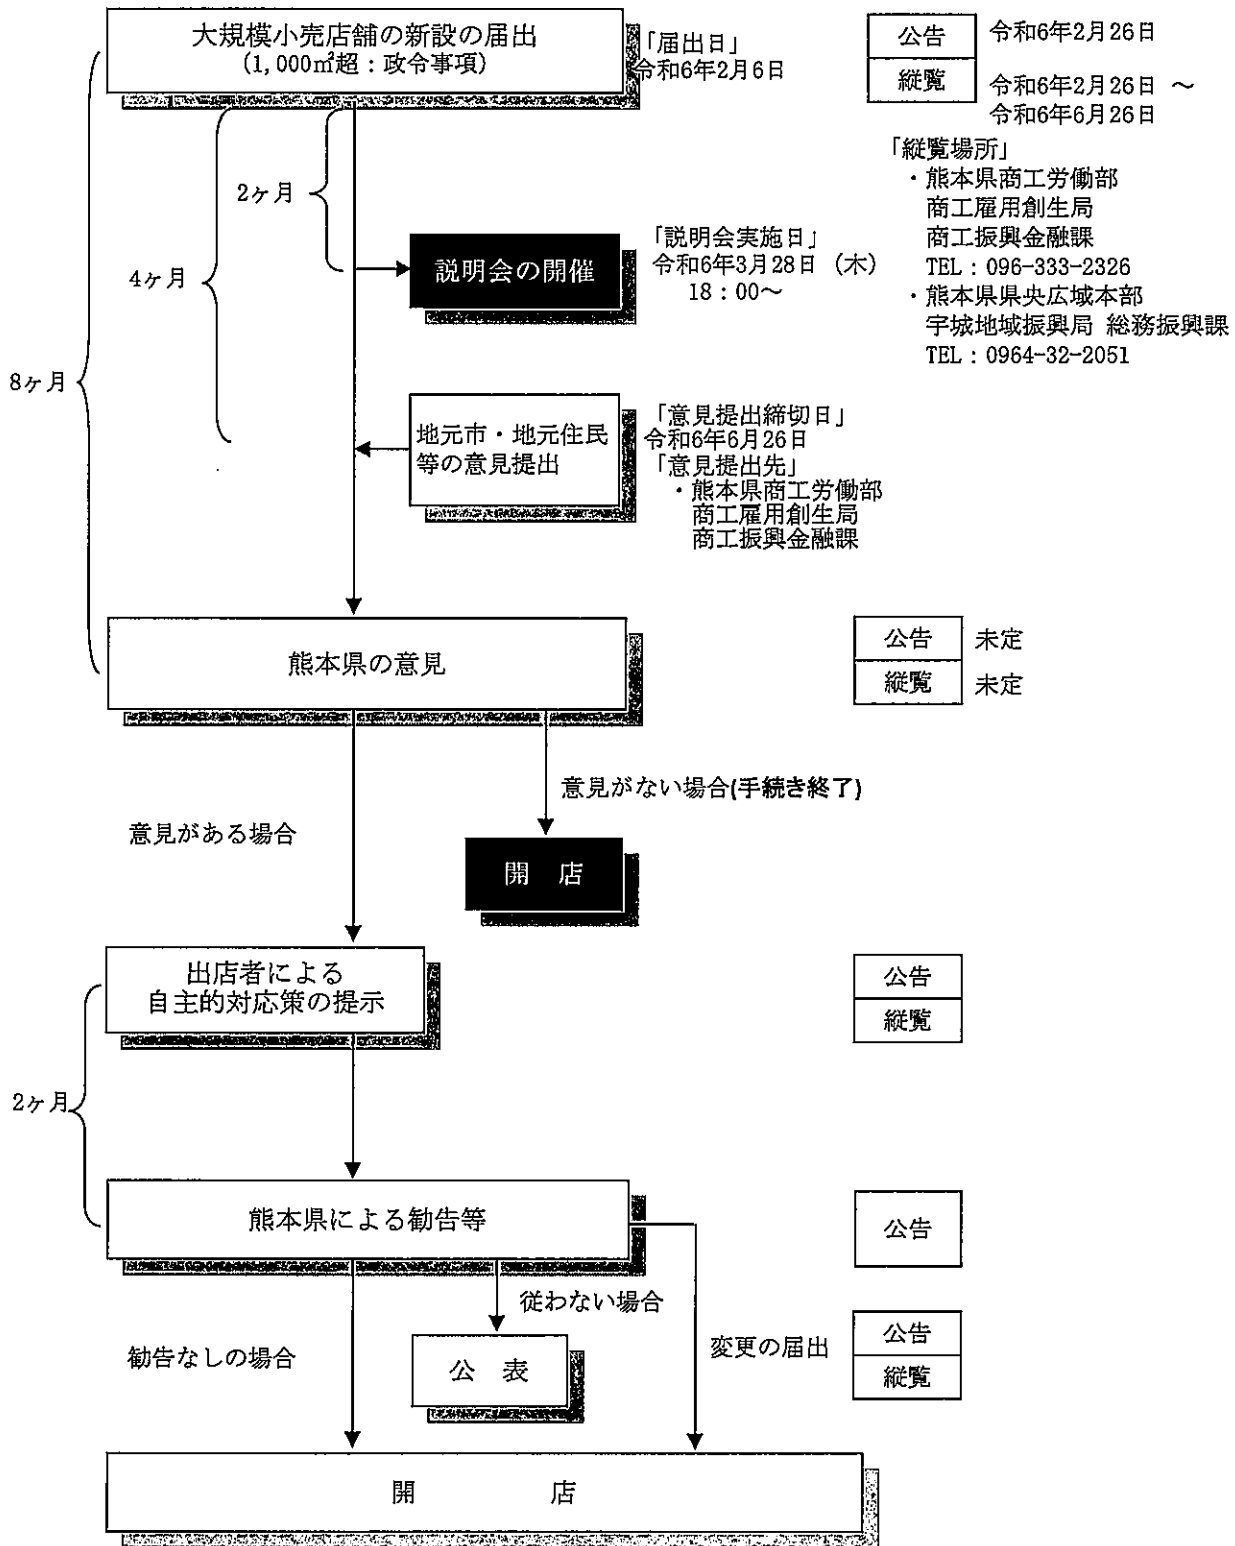 大規模小売店舗の新設の届出
(1,000㎡超：政令事項)
「届出日」
令和6年2月6日
公告
令和6年2月26日
縦覧
令和6年2月26日 ～
令和6年6月26日
「縦覧場所」
・熊本県商工労働部
商工雇用創生局
商工振興金融課
TEL：096-333-2326
・熊本県県央広域本部
宇城地域振興局 総務振興課
TEL：0964-32-2051
2ヶ月
4ヶ月
8ヶ月
説明会の開催
「説明会実施日」
令和6年3月28日（木）
18：00～
地元市・地元住民
等の意見提出
「意見提出締切日」
令和6年6月26日
「意見提出先」
・熊本県商工労働部
商工雇用創生局
商工振興金融課
熊本県の意見
公告
未定
縦覧
未定
意見がない場合(手続き終了)
意見がある場合
開　店
出店者による
自主的対応策の提示
公告
縦覧
2ヶ月
熊本県による勧告等
公告
従わない場合
勧告なしの場合
公　表
変更の届出
公告
縦覧
開　　　　　店